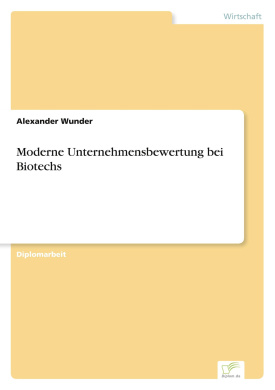 Wirtschaft
Alexander Wunder
Moderne Unternehmensbewertung bei
Biotechs
Diplomarbeit